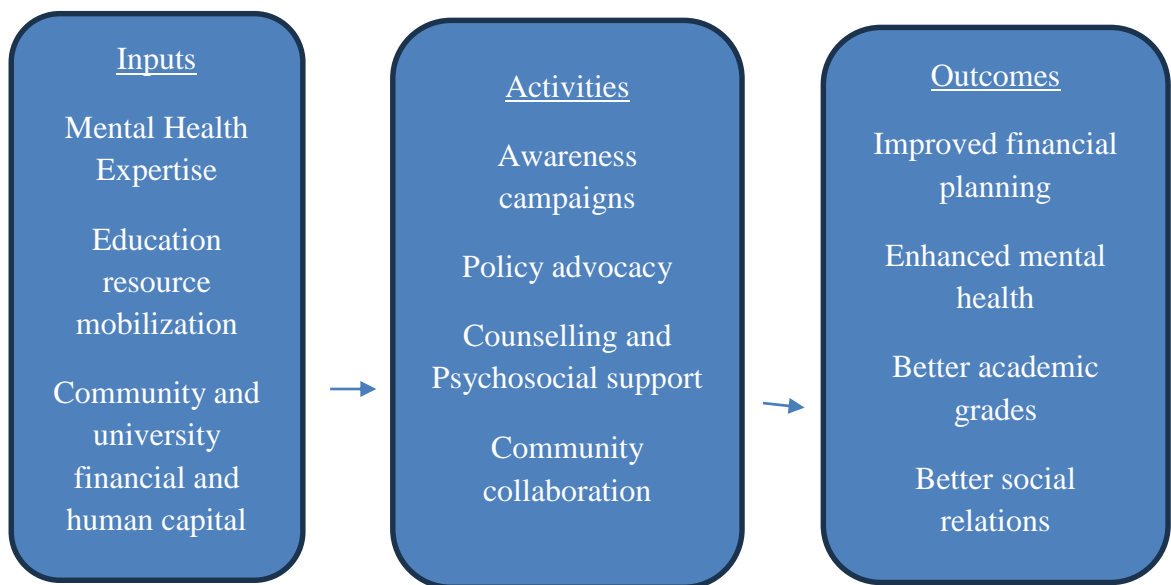 Inputs
Mental Health
Expertise
Education
resource
mobilization
Community and
university
financial and
human capital
Activities
Awareness
campaigns
Policy advocacy
Counselling and
Psychosocial support
Community
collaboration
Outcomes
Improved financial
planning
Enhanced mental
health
Better academic
grades
Better social
relations